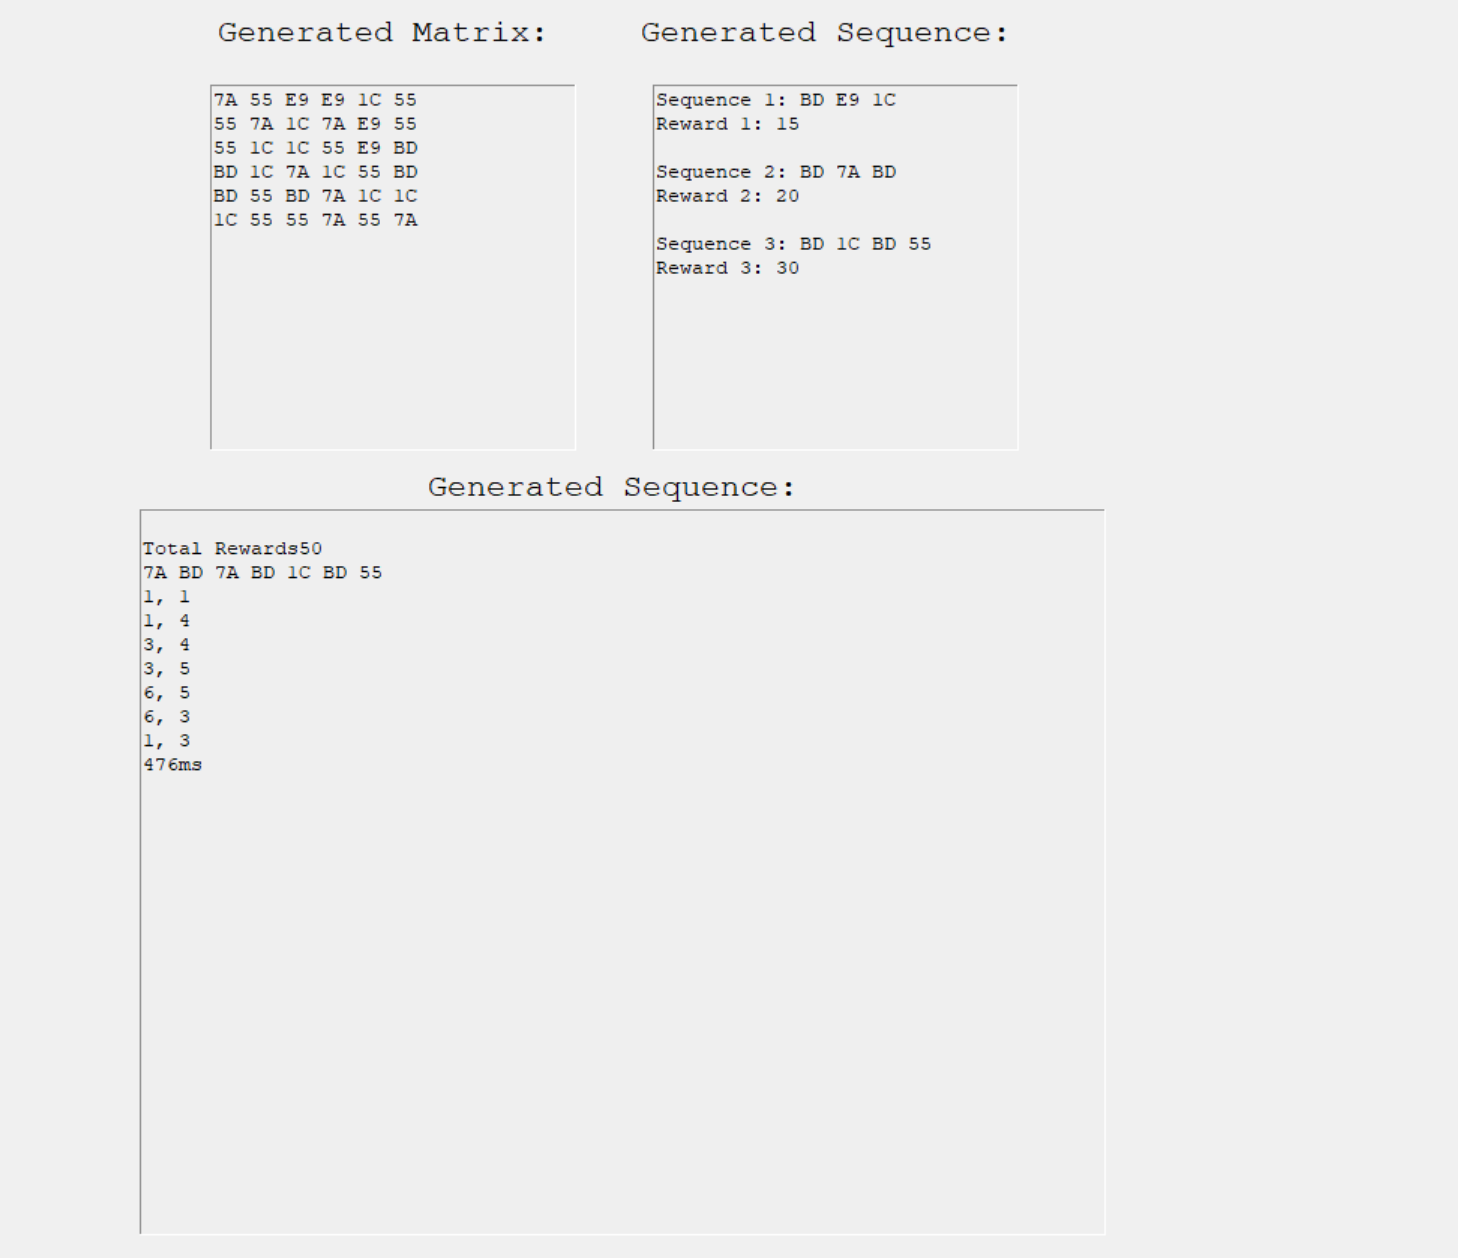 Generated Matrix:
7A 55 E9 E9 1C 55
55 7A 1C 7A E9 55
55 1C 1C 55 E9 BD
BD 1C 7A 1C 55 BD
BD 55 BD 7A 1C 1C
1C 55 55 7A 55 7A
Generated Sequence:
Sequence 1: BD E9 1C
Reward 1: 15
Sequence 2: BD 7A BD
Reward 2: 20
Sequence 3: BD 1C BD 55
Reward 3: 30
Generated Sequence:
Total Rewards50
7A BD 7A BD 1C BD 55
1, 1
1, 4
3, 4
3, 5
6, 5
6, 3
1, 3
476ms